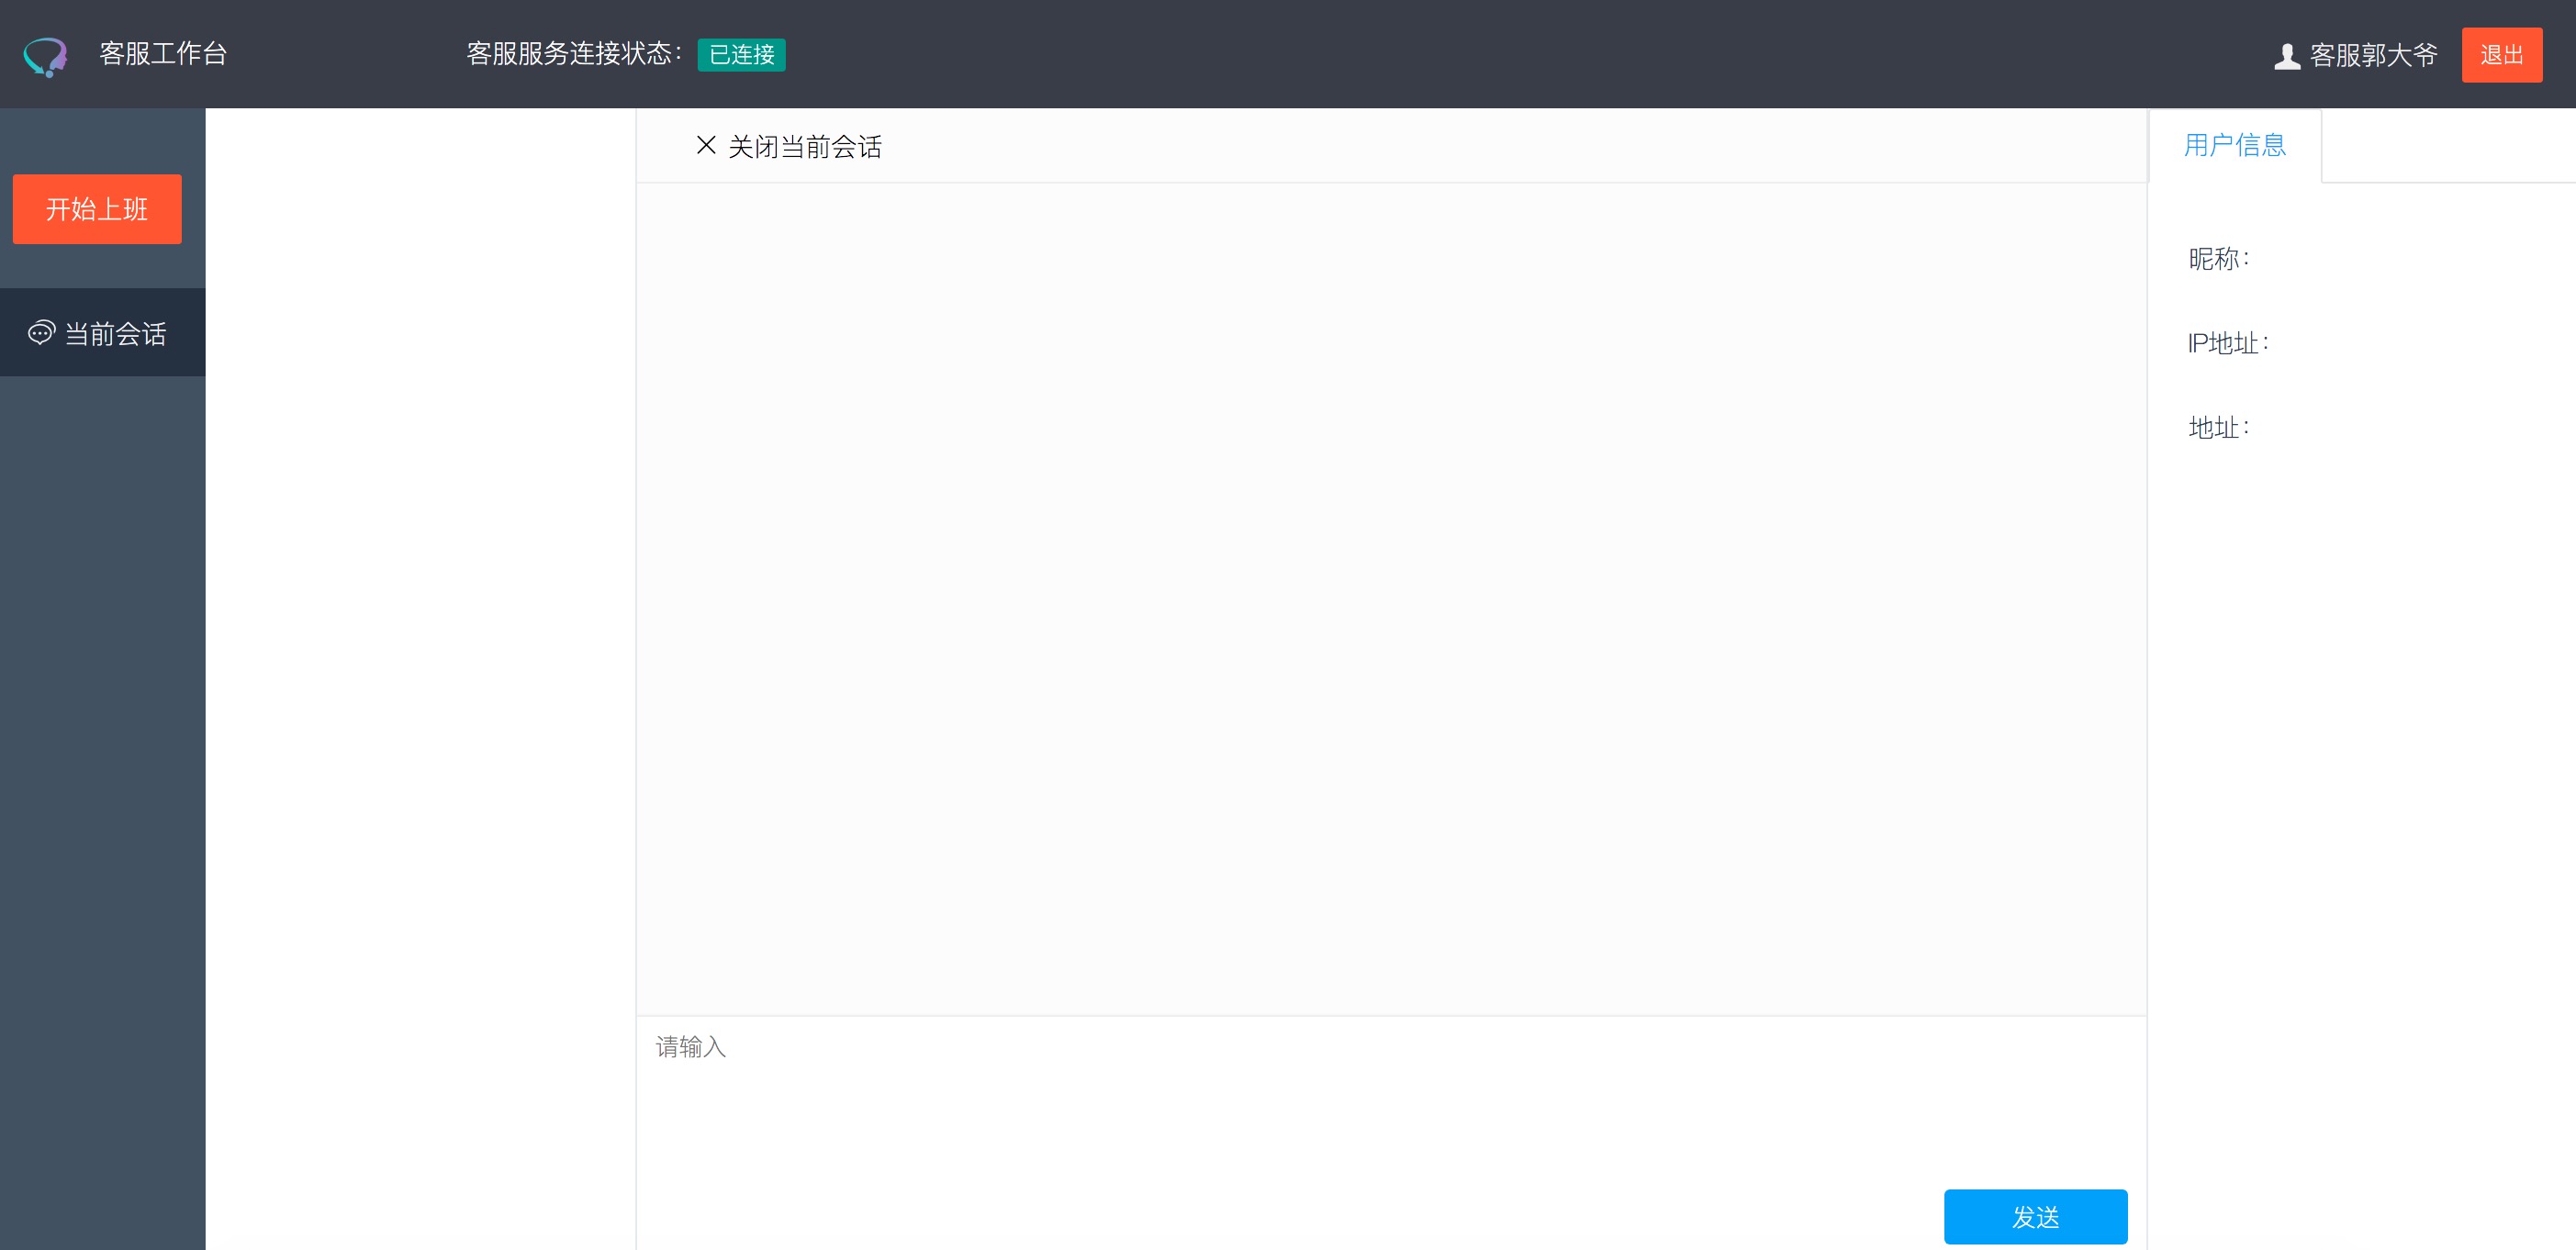 客服工作台
客服服务连接状态：
已连接
客服郭大爷
退出
开始上班
当前会话
关闭当前会话
请输入
发送
用户信息
昵称：
IP地址：
地址：